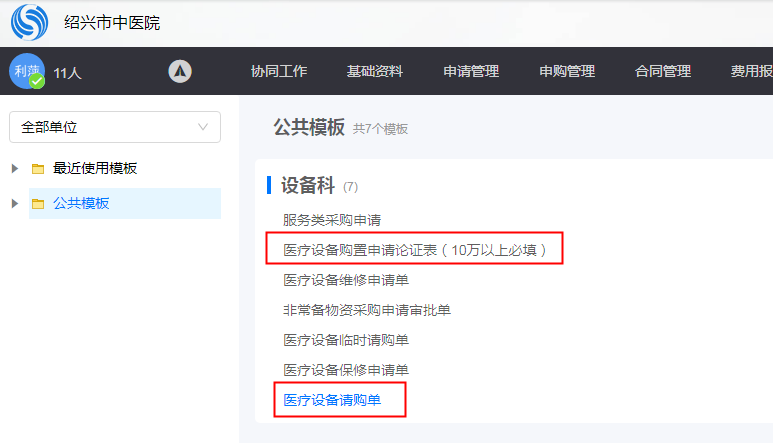 绍兴市中医院
利萍 11人 协同工作 基础资料 申请管理 申购管理 合同管理 费用报
全部单位
最近使用模板
公共模板
公共模板 共7个模板
设备科 (7)
服务类采购申请
医疗设备购置申请论证表（10万以上必填）
医疗设备维修申请单
非常备物资采购申请审批单
医疗设备临时请购单
医疗设备保修申请单
医疗设备请购单